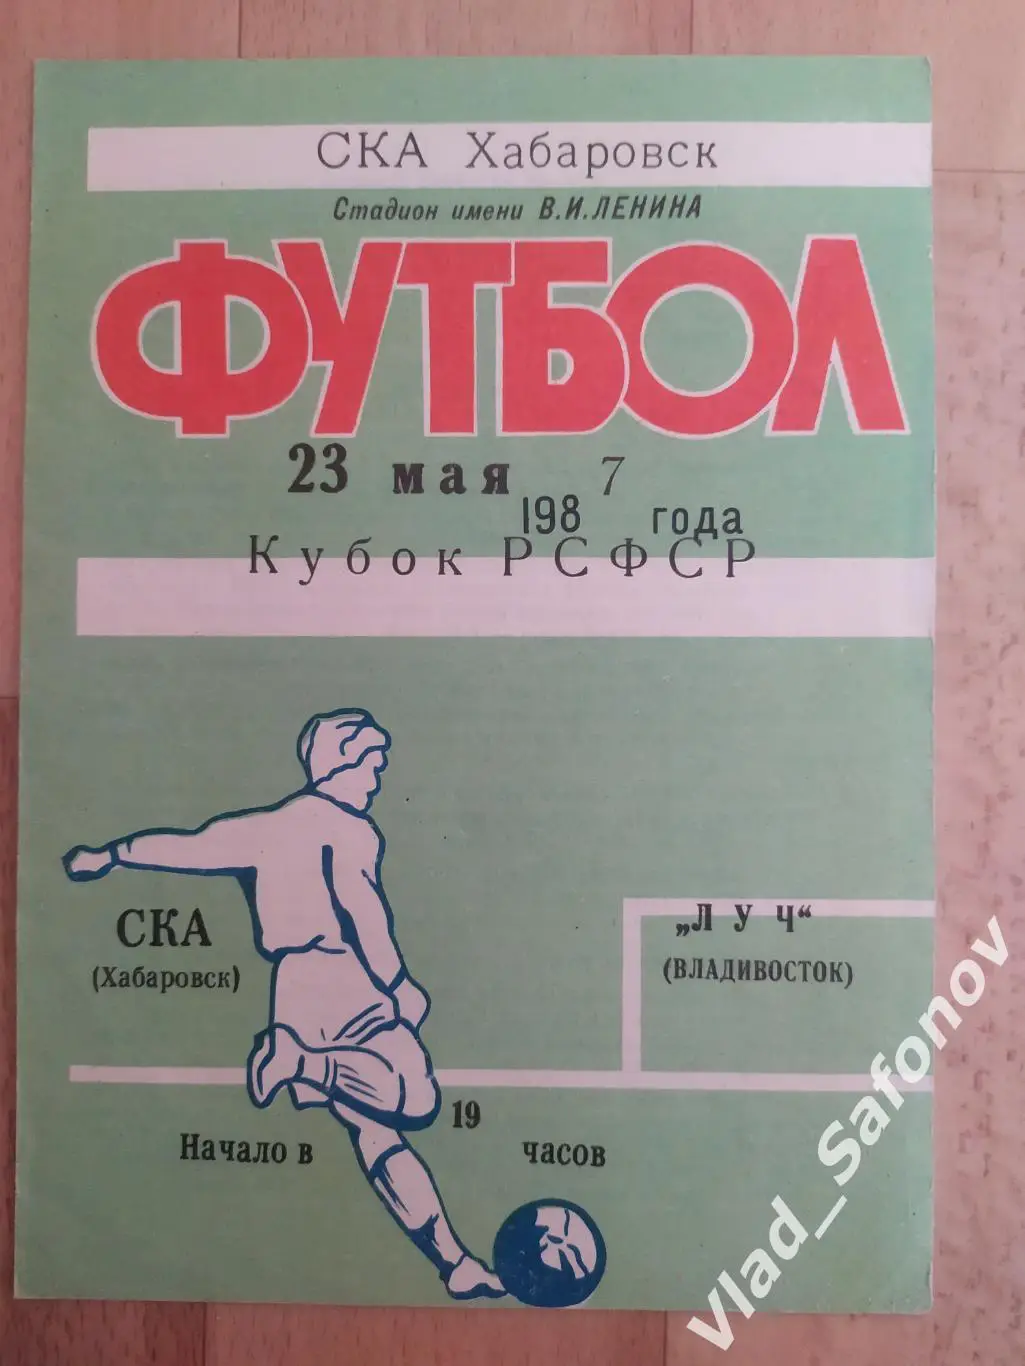 СКА Хабаровск
Стадион имени В.И.ЛЕНИНА
ФУТБОЛ
23 мая 7
198 года
Кубок РСФСР
СКА
(Хабаровск)
„ЛУЧ“
(ВЛАДИВОСТОК)
Начало в 19 часов
Vlad_Safonov